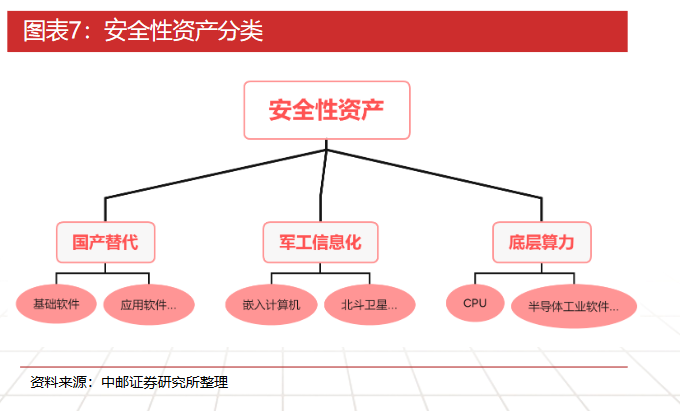 图表7：安全性资产分类
安全性资产
国产替代
军工信息化
底层算力
基础软件
应用软件...
嵌入计算机
北斗卫星...
CPU
半导体工业软件...
资料来源：中邮证券研究所整理